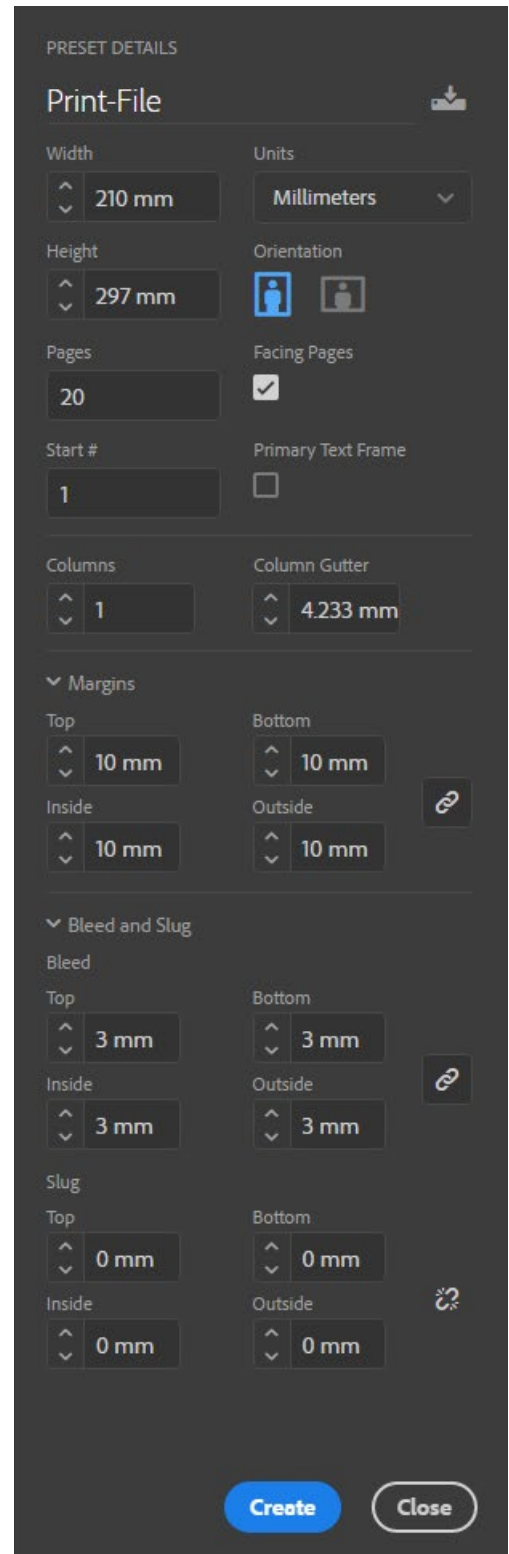 PRESET DETAILS
Print-File
Width Units
210 mm Millimeters
Height Orientation
297 mm
Pages Facing Pages
20
Start # Primary Text Frame
1
Columns Column Gutter
1 4.233 mm
Margins
Top Bottom
10 mm 10 mm
Inside Outside
10 mm 10 mm
Bleed and Slug
Bleed
Top Bottom
3 mm 3 mm
Inside Outside
3 mm 3 mm
Slug
Top Bottom
0 mm 0 mm
Inside Outside
0 mm 0 mm
Create Close